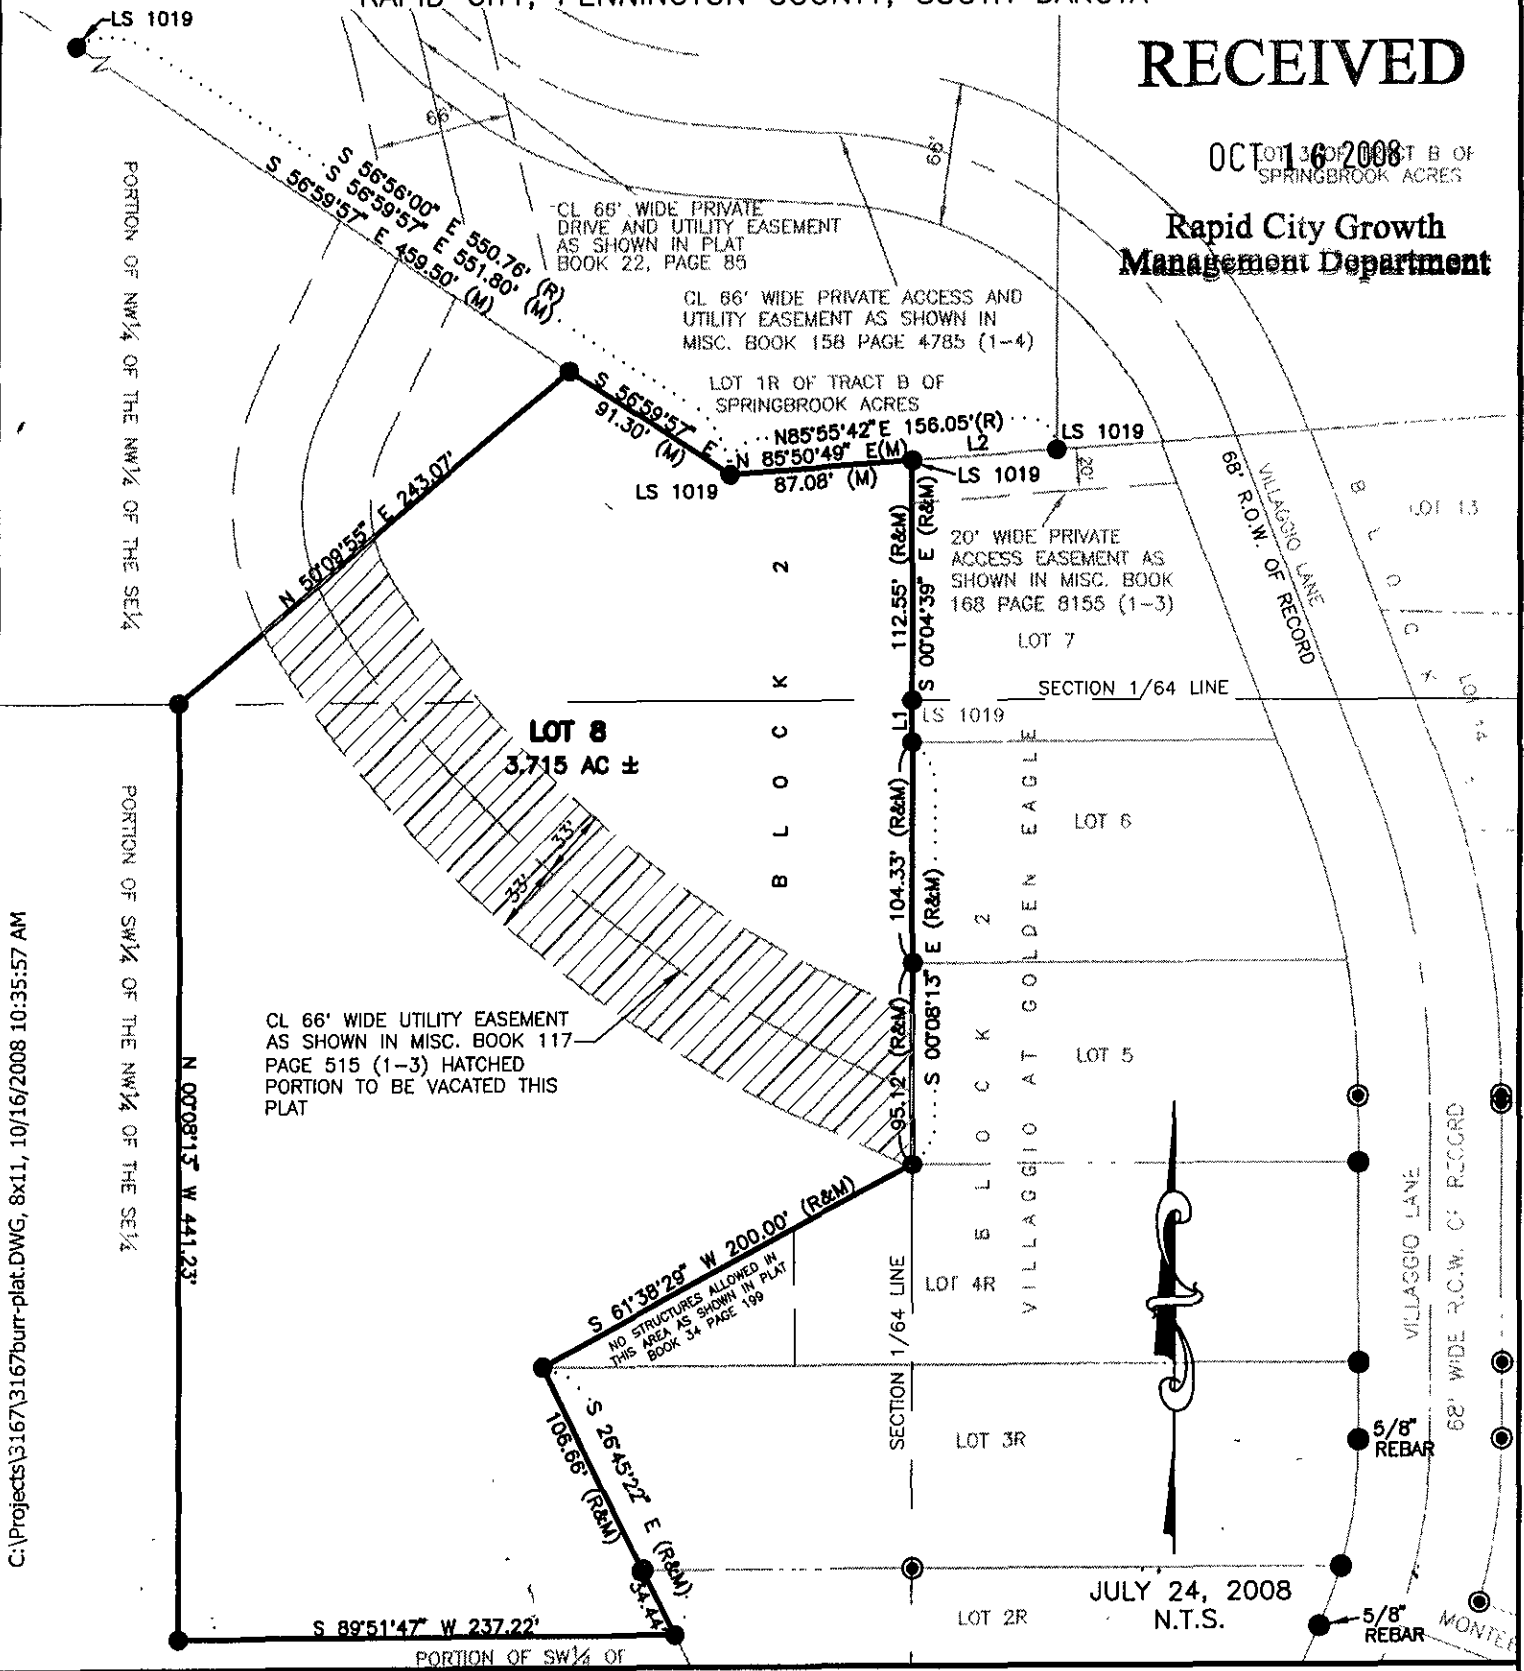 RAPID CITY, PENNINGTON COUNTY, SOUTH DAKOTA
LS 1019
RECEIVED
OCT 16 2008
SPRINGBROOK ACRES
Rapid City Growth
Management Department
66'
66'
S 56°56'00" E 550.76' (R)
S 56°59'57" E 551.80' (M)
S 56°59'57" E 459.50' (M)
PORTION OF NW¼ OF THE NW¼ OF THE SE¼
CL 66' WIDE PRIVATE
DRIVE AND UTILITY EASEMENT
AS SHOWN IN PLAT
BOOK 22, PAGE 85
CL 66' WIDE PRIVATE ACCESS AND
UTILITY EASEMENT AS SHOWN IN
MISC. BOOK 158 PAGE 4785 (1-4)
LOT 1R OF TRACT B OF
SPRINGBROOK ACRES
S 56°59'57" E
91.30' (M)
N85°55'42"E 156.05'(R)
N 85°50'49" E(M)
87.08' (M)
L2
LS 1019
LS 1019
LS 1019
20'
N 50°09'55" E 243.07'
112.55' (R&M)
S 00°04'39" E (R&M)
20' WIDE PRIVATE
ACCESS EASEMENT AS
SHOWN IN MISC. BOOK
168 PAGE 8155 (1-3)
LOT 7
VILLAGGIO LANE
68' R.O.W. OF RECORD
BLOCK
LOT 13
LOT 14
SECTION 1/64 LINE
LS 1019
L1
LOT 8
3.715 AC ±
BLOCK 2
33'
33'
104.33' (R&M)
S 00°08'13" E (R&M)
95.12' (R&M)
LOT 6
BLOCK 2
VILLAGGIO AT GOLDEN EAGLE
LOT 5
PORTION OF SW¼ OF THE NW¼ OF THE SE¼
CL 66' WIDE UTILITY EASEMENT
AS SHOWN IN MISC. BOOK 117
PAGE 515 (1-3) HATCHED
PORTION TO BE VACATED THIS
PLAT
N 00°08'13" W 441.23'
S 61°38'29" W 200.00' (R&M)
NO STRUCTURES ALLOWED IN
THIS AREA AS SHOWN IN PLAT
BOOK 34 PAGE 199
LOT 4R
SECTION 1/64 LINE
VILLAGGIO LANE
68' WIDE R.O.W. OF RECORD
S 26°45'22" E (R&M)
106.66' (R&M)
34.44'
LOT 3R
5/8"
REBAR
JULY 24, 2008
N.T.S.
LOT 2R
5/8"
REBAR
S 89°51'47" W 237.22'
PORTION OF SW¼ OF
C:\Projects\3167\3167burr-plat.DWG, 8x11, 10/16/2008 10:35:57 AM